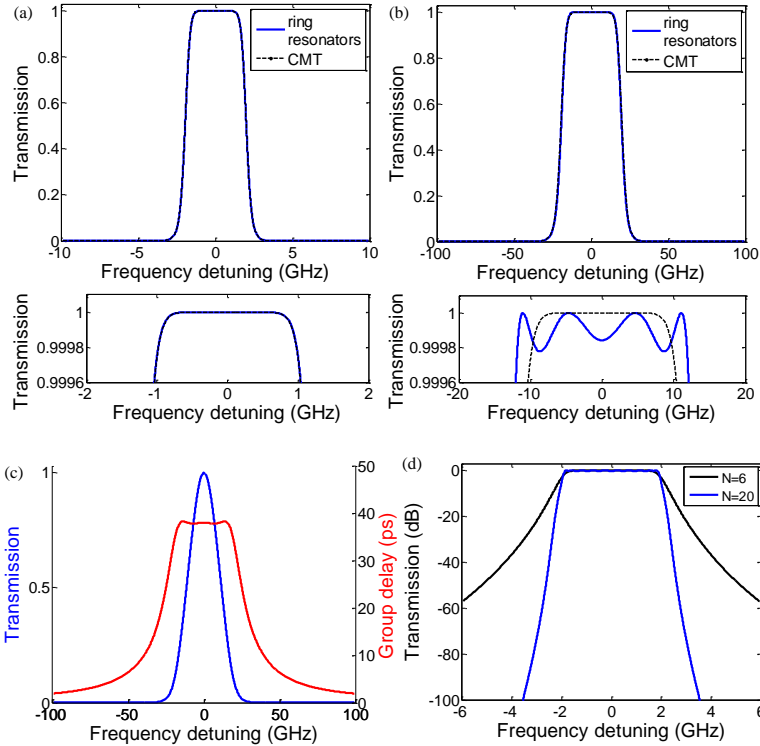 (a)
1
0.8
0.6
0.4
0.2
0
Transmission
ring
resonators
CMT
-10 -5 0 5 10
Frequency detuning (GHz)
1
0.9998
0.9996
Transmission
-2 -1 0 1 2
Frequency detuning (GHz)
(b)
1
0.8
0.6
0.4
0.2
0
Transmission
ring
resonators
CMT
-100 -50 0 50 100
Frequency detuning (GHz)
1
0.9998
0.9996
Transmission
-20 -10 0 10 20
Frequency detuning (GHz)
(c)
1
0.5
0
Transmission
50
40
30
20
10
0
Group delay (ps)
-100 -50 0 50 100
Frequency detuning (GHz)
(d)
0
-20
-40
-60
-80
-100
Transmission (dB)
N=6
N=20
-6 -4 -2 0 2 4 6
Frequency detuning (GHz)